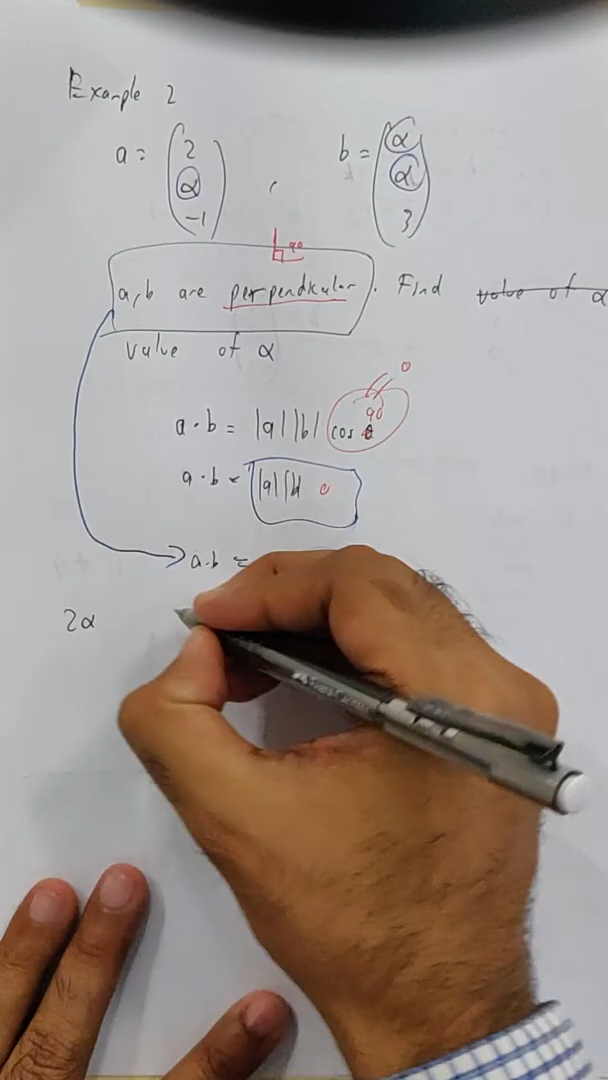 Example 2
a = (2 α -1) , b = (α α 3)
90
a, b are perpendicular. Find value of α
value of α
0
90
a · b = |a| |b| cos θ
a · b = |a| |b| 0
a.b =
2α